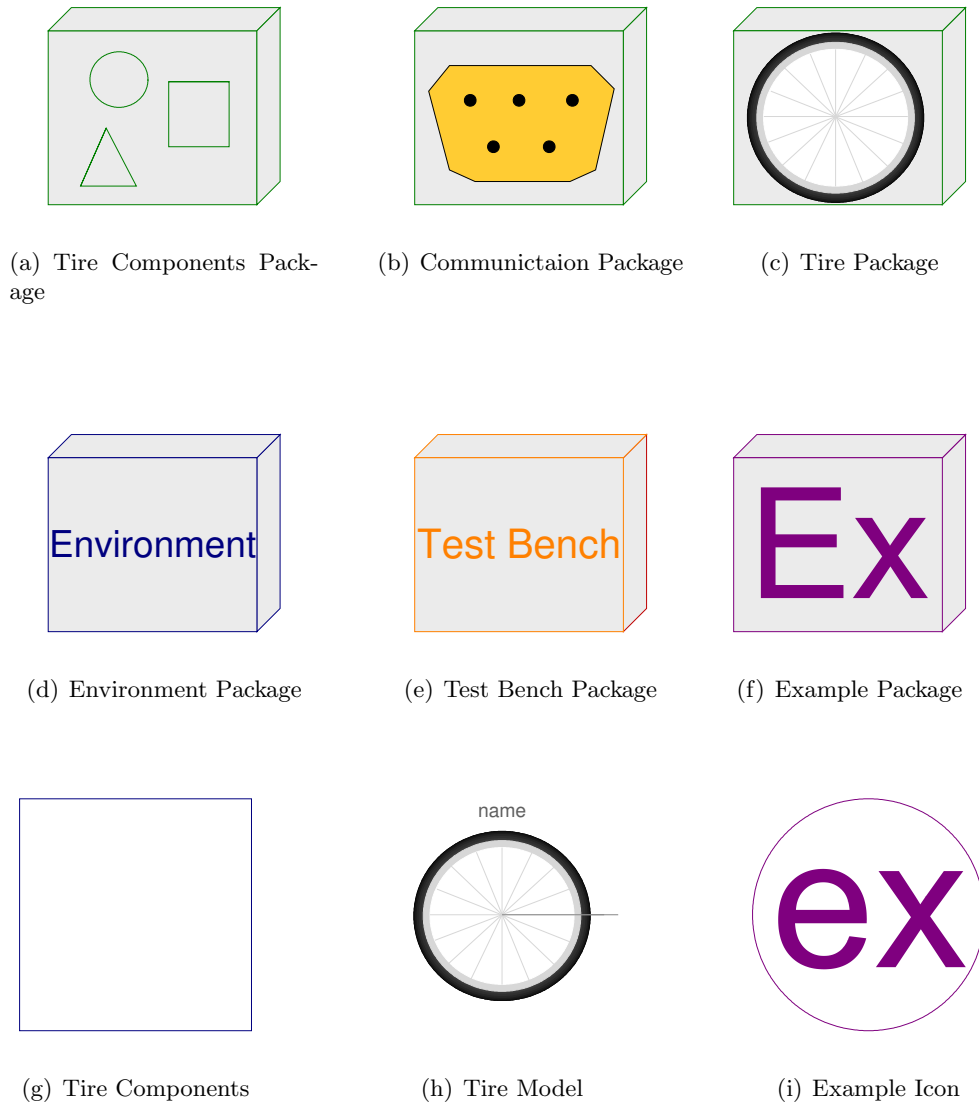 (a) Tire Components Pack-
age
(b) Communictaion Package
(c) Tire Package
Environment
Test Bench
Ex
(d) Environment Package
(e) Test Bench Package
(f) Example Package
name
ex
(g) Tire Components
(h) Tire Model
(i) Example Icon